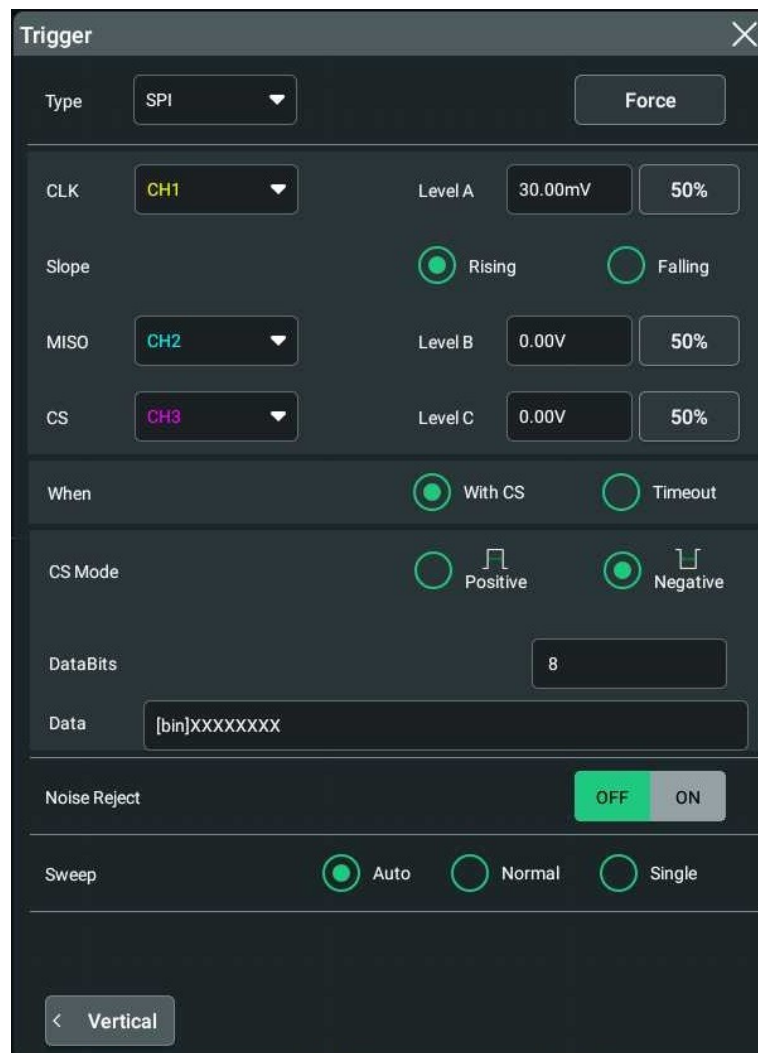 Trigger
Type SPI Force
CLK CH1 Level A 30.00mV 50%
Slope Rising Falling
MISO CH2 Level B 0.00V 50%
CS CH3 Level C 0.00V 50%
When With CS Timeout
CS Mode Positive Negative
DataBits 8
Data [bin]XXXXXXXX
Noise Reject OFF ON
Sweep Auto Normal Single
< Vertical